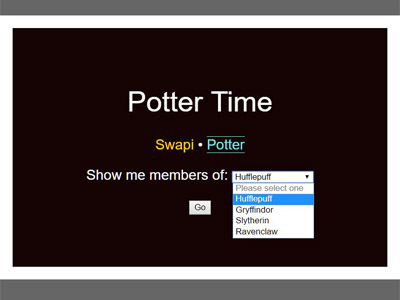 Potter Time
Swapi • Potter
Show me members of: Hufflepuff
Please select one
Hufflepuff
Gryffindor
Slytherin
Ravenclaw
Go